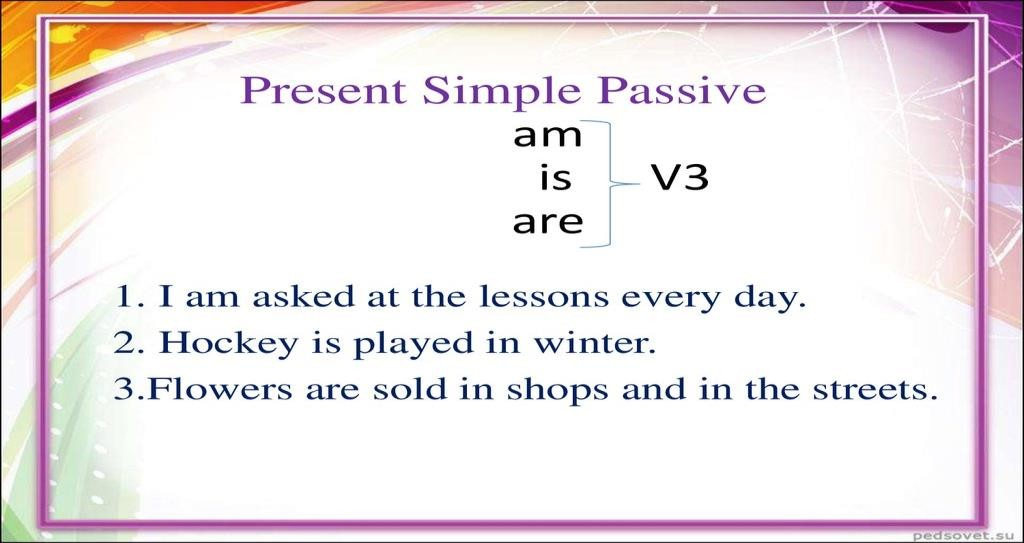 Present Simple Passive
am
is V3
are
1. I am asked at the lessons every day.
2. Hockey is played in winter.
3.Flowers are sold in shops and in the streets.
pedsovet.su